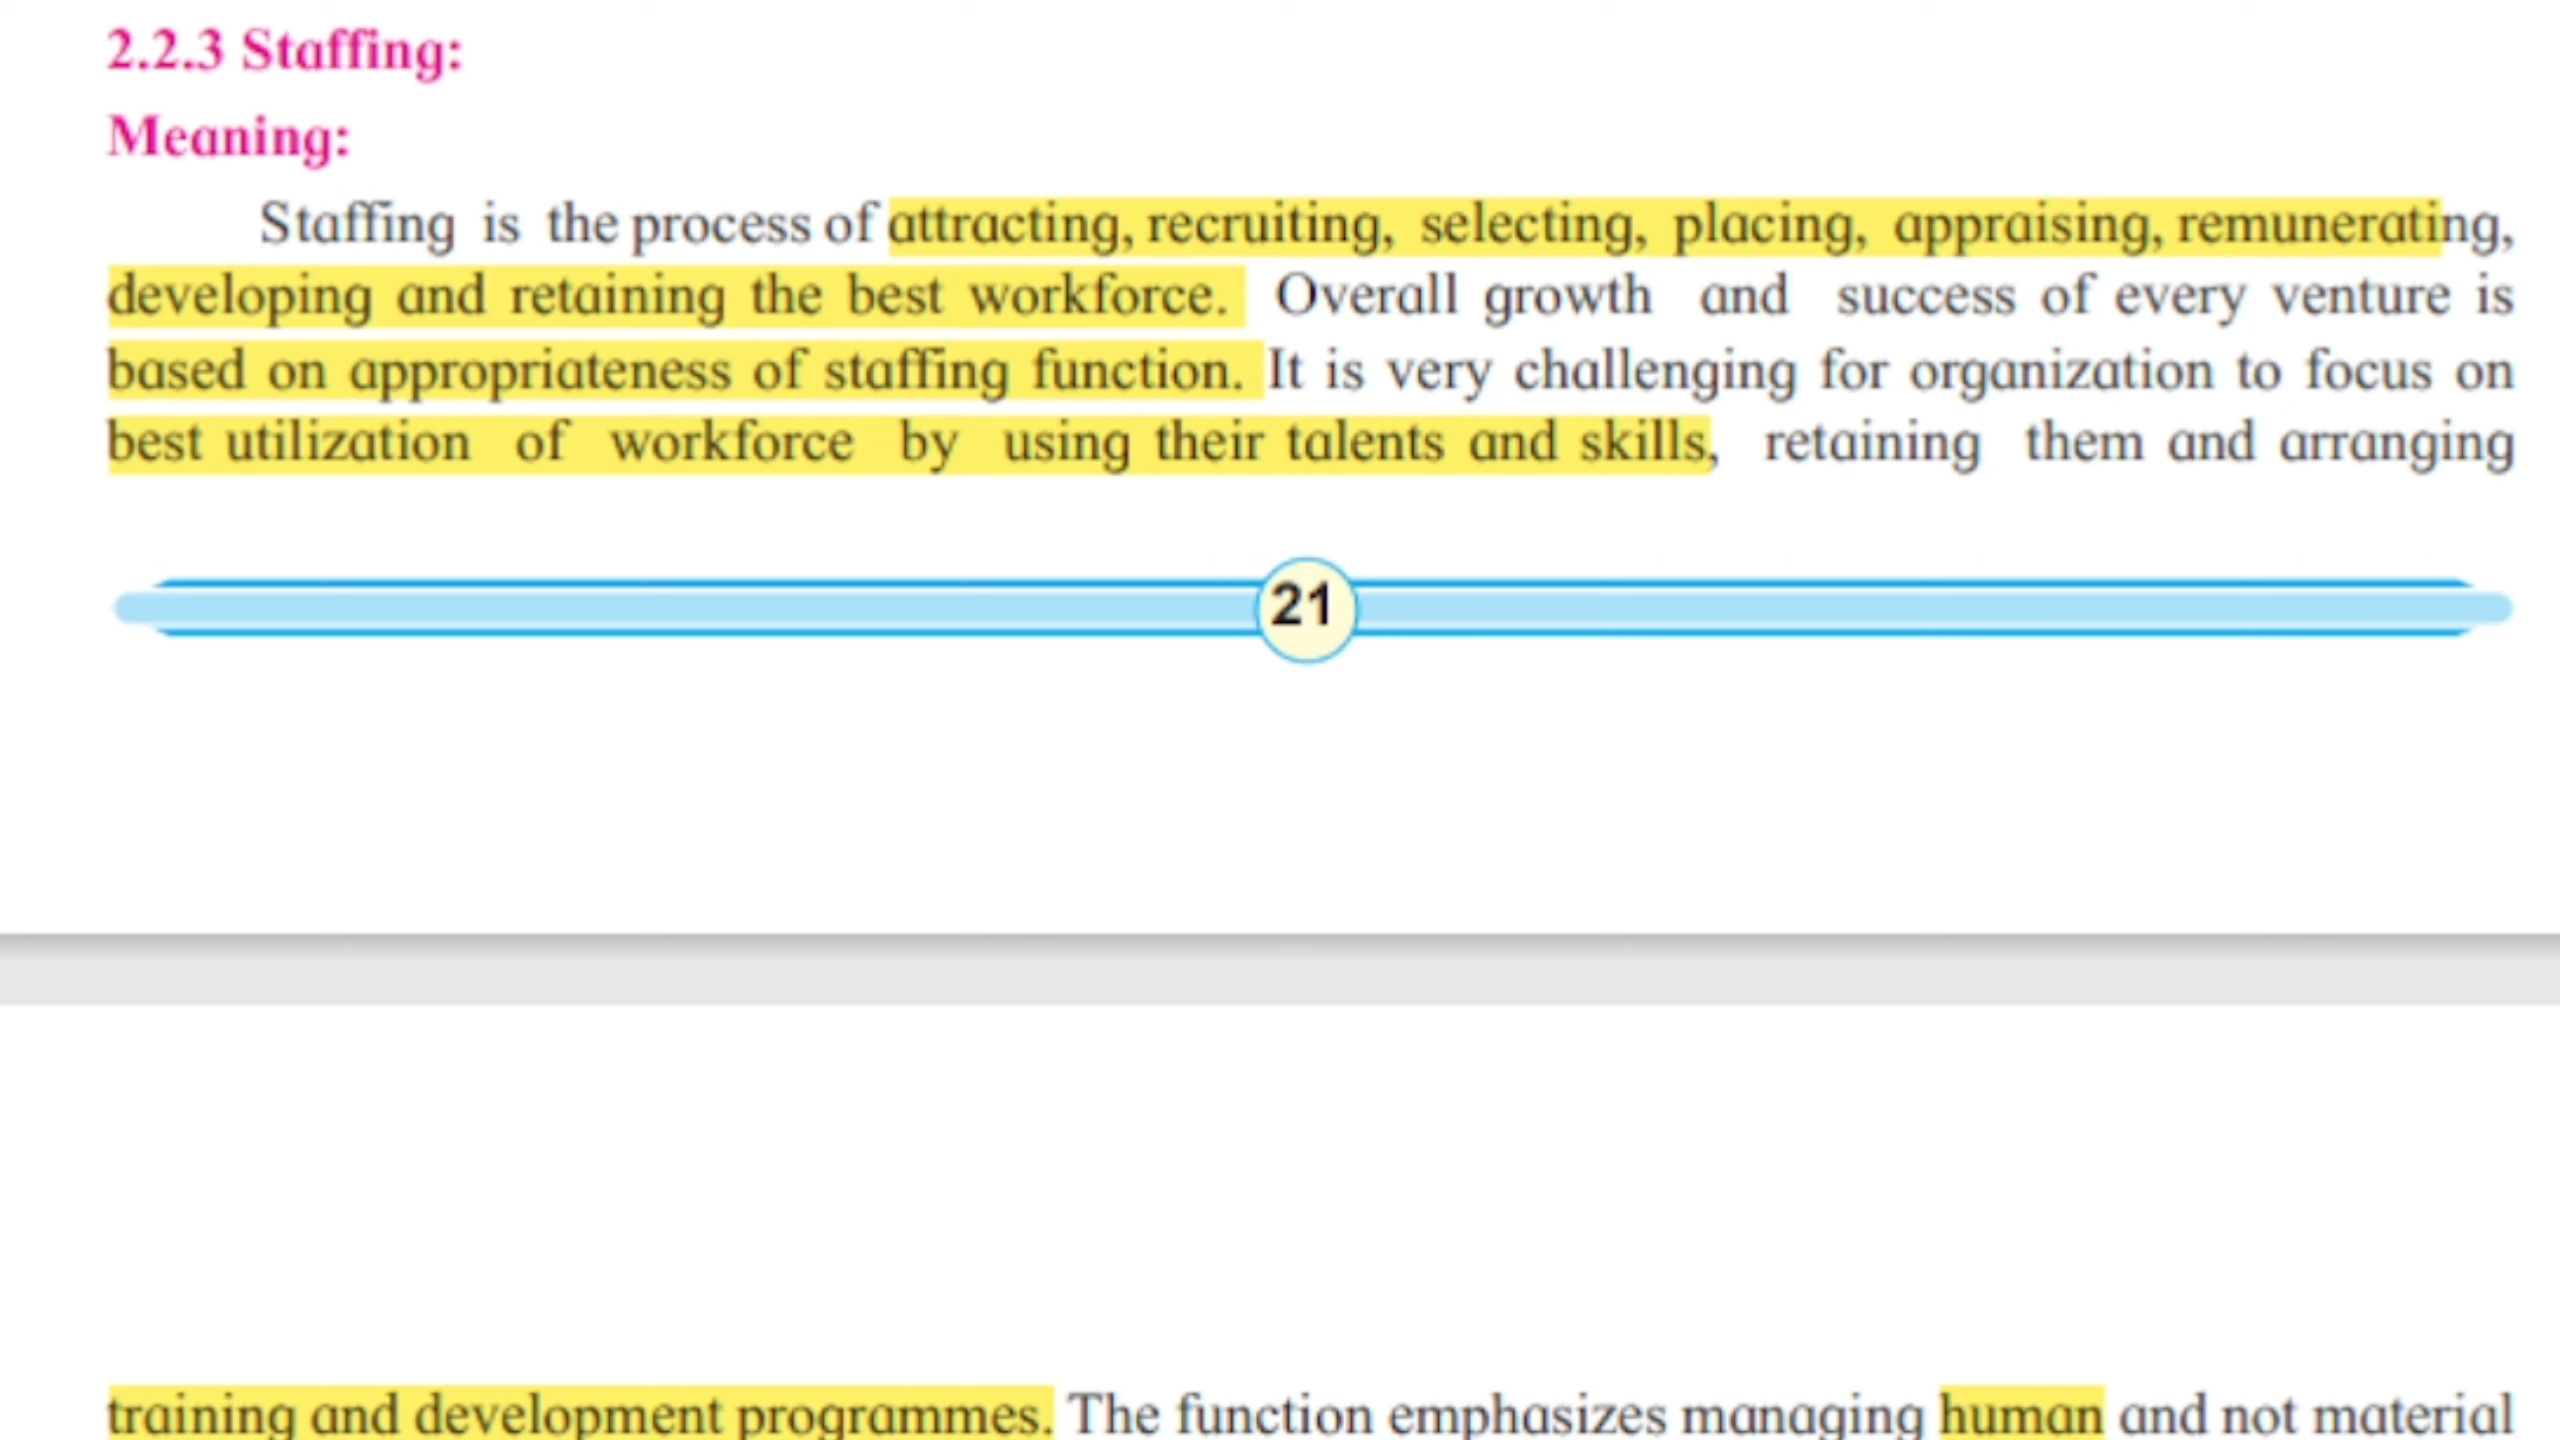 2.2.3 Staffing:
Meaning:
Staffing is the process of attracting, recruiting, selecting, placing, appraising, remunerating,
developing and retaining the best workforce. Overall growth and success of every venture is
based on appropriateness of staffing function. It is very challenging for organization to focus on
best utilization of workforce by using their talents and skills, retaining them and arranging
21
training and development programmes. The function emphasizes managing human and not material